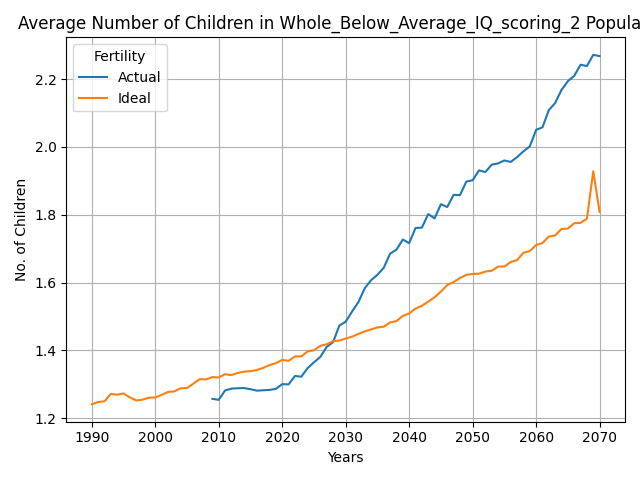 Average Number of Children in Whole_Below_Average_IQ_scoring_2 Popula
Fertility
Actual
Ideal
No. of Children
2.2
2.0
1.8
1.6
1.4
1.2
1990 2000 2010 2020 2030 2040 2050 2060 2070
Years